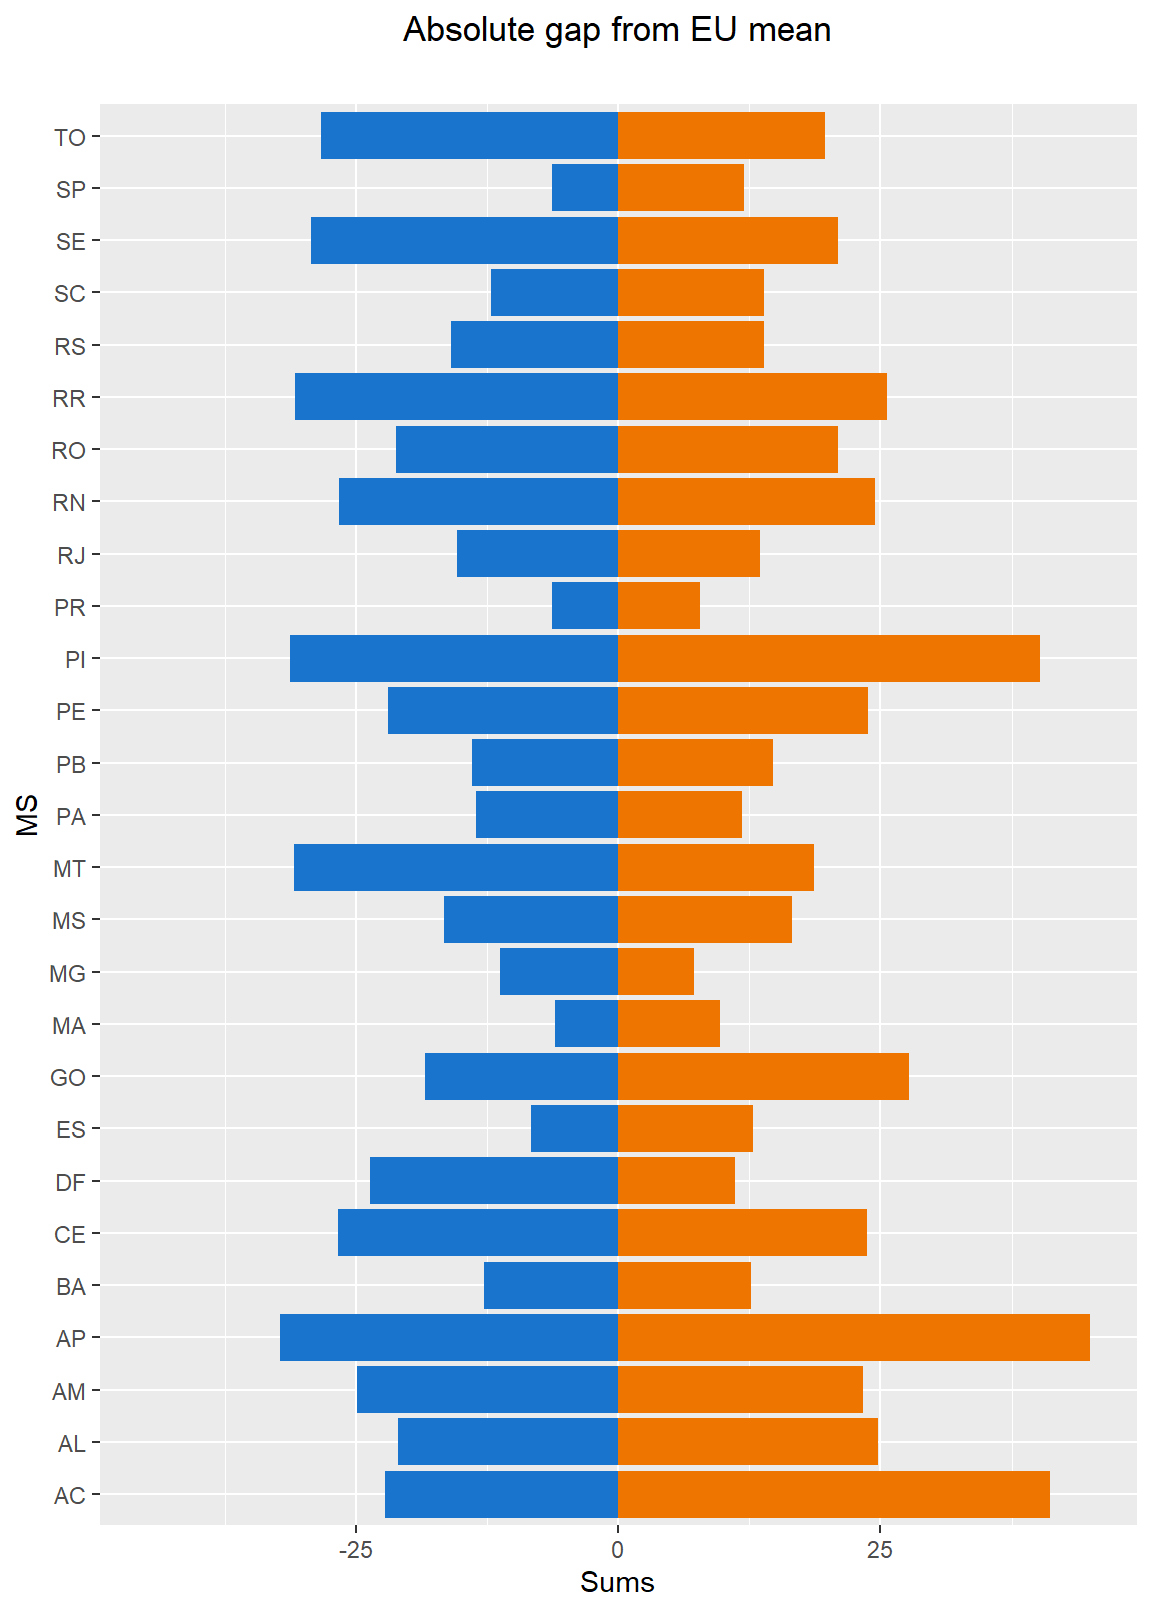 Absolute gap from EU mean
TO
SP
SE
SC
RS
RR
RO
RN
RJ
PR
PI
PE
PB
PA
MT
MS
MG
MA
GO
ES
DF
CE
BA
AP
AM
AL
AC
MS
-25 0 25
Sums